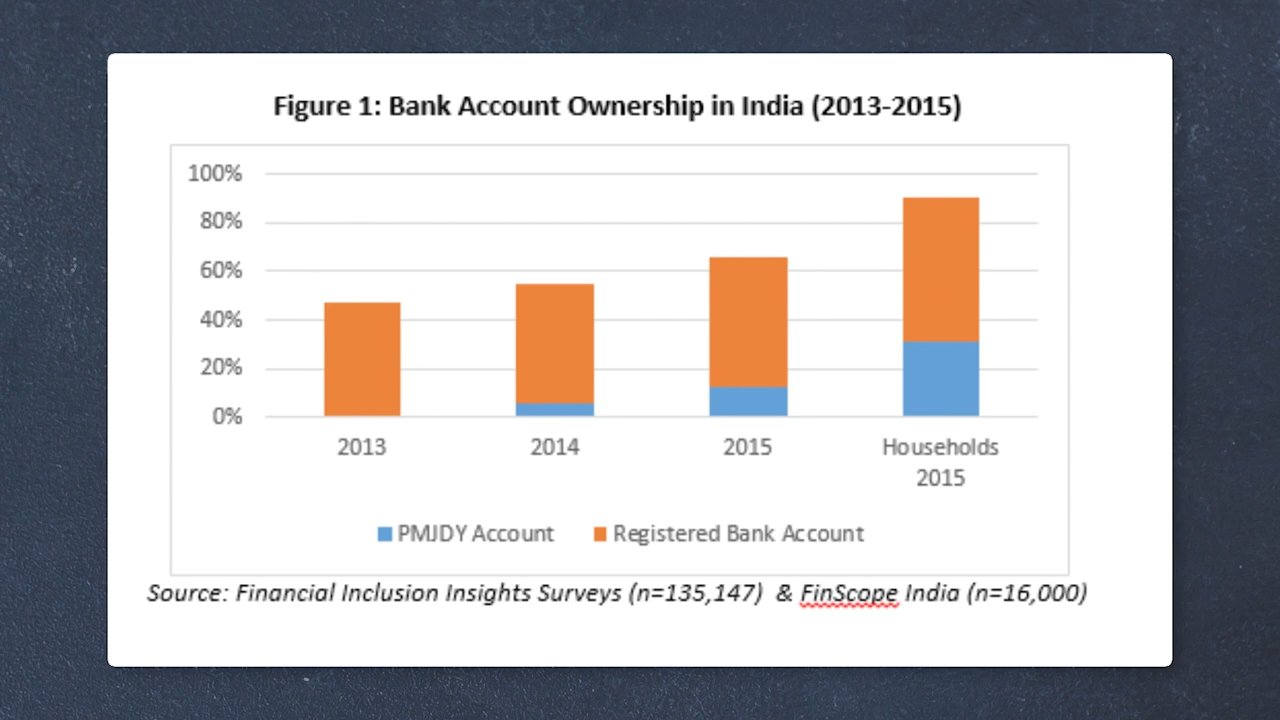 Figure 1: Bank Account Ownership in India (2013-2015)
100%
80%
60%
40%
20%
0%
2013
2014
2015
Households
2015
PMJDY Account
Registered Bank Account
Source: Financial Inclusion Insights Surveys (n=135,147) & FinScope India (n=16,000)